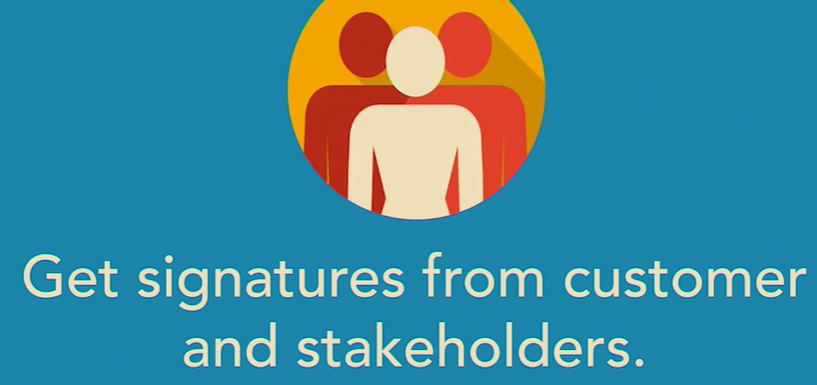 Get signatures from customer
and stakeholders.